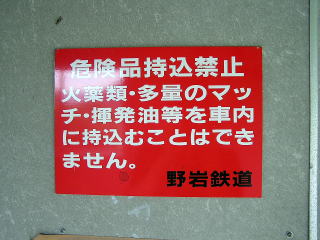 危険品持込禁止
火薬類・多量のマッ
チ・揮発油等を車内
に持込むことはでき
ません。
野岩鉄道